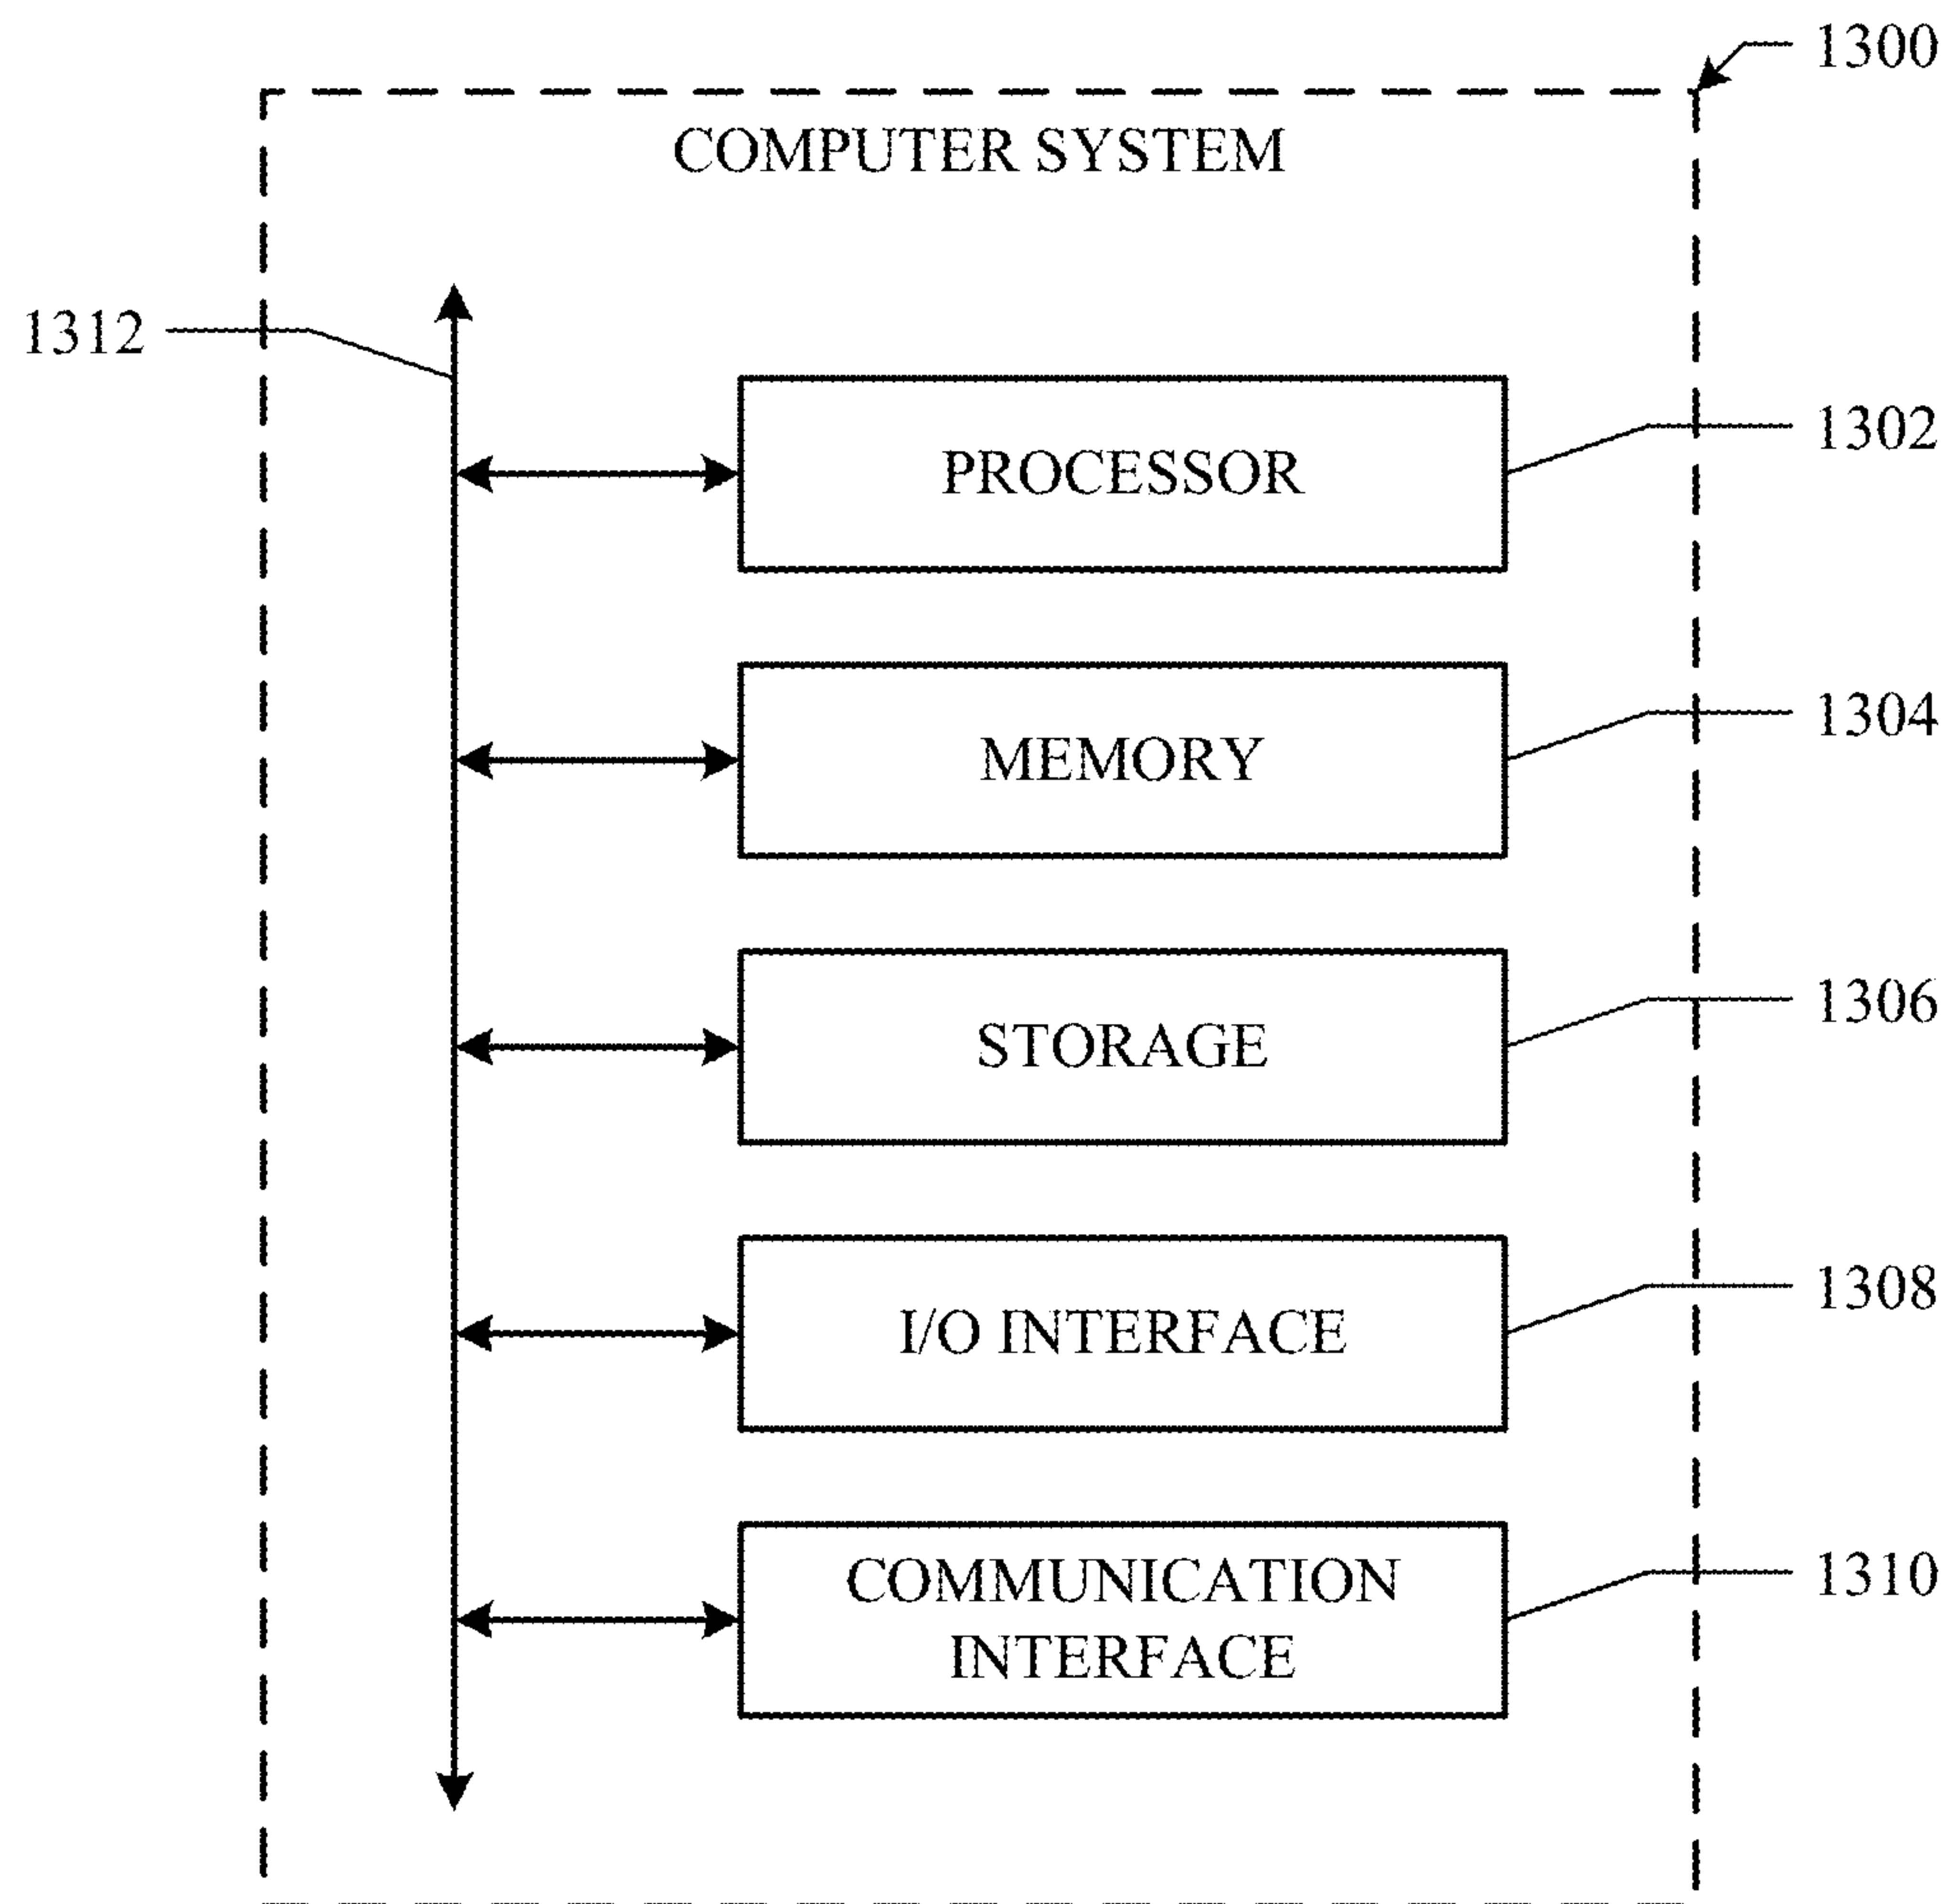 1300
COMPUTER SYSTEM
1312
1302
PROCESSOR
1304
MEMORY
1306
STORAGE
1308
I/O INTERFACE
1310
COMMUNICATION
INTERFACE